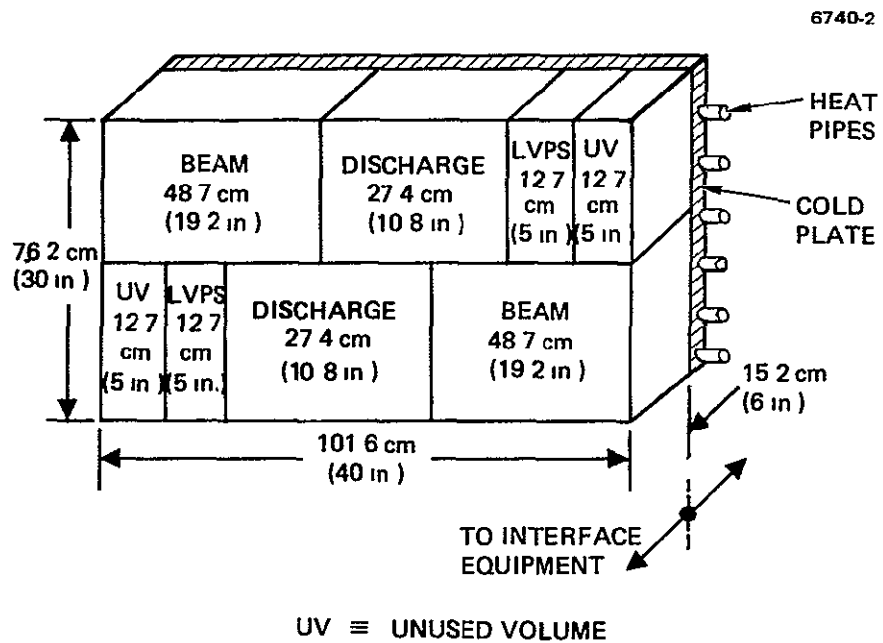 6740-2
HEAT
PIPES
COLD
PLATE
BEAM
48 7 cm
(19 2 in )
DISCHARGE
27 4 cm
(10 8 in )
LVPS
12 7
cm
(5 in )
UV
12 7
cm
(5 in
76 2 cm
(30 in )
UV
12 7
cm
(5 in
LVPS
12 7
cm
(5 in.)
DISCHARGE
27 4 cm
(10 8 in )
BEAM
48 7 cm
(19 2 in )
15 2 cm
(6 in )
101 6 cm
(40 in )
TO INTERFACE
EQUIPMENT
UV ≡ UNUSED VOLUME